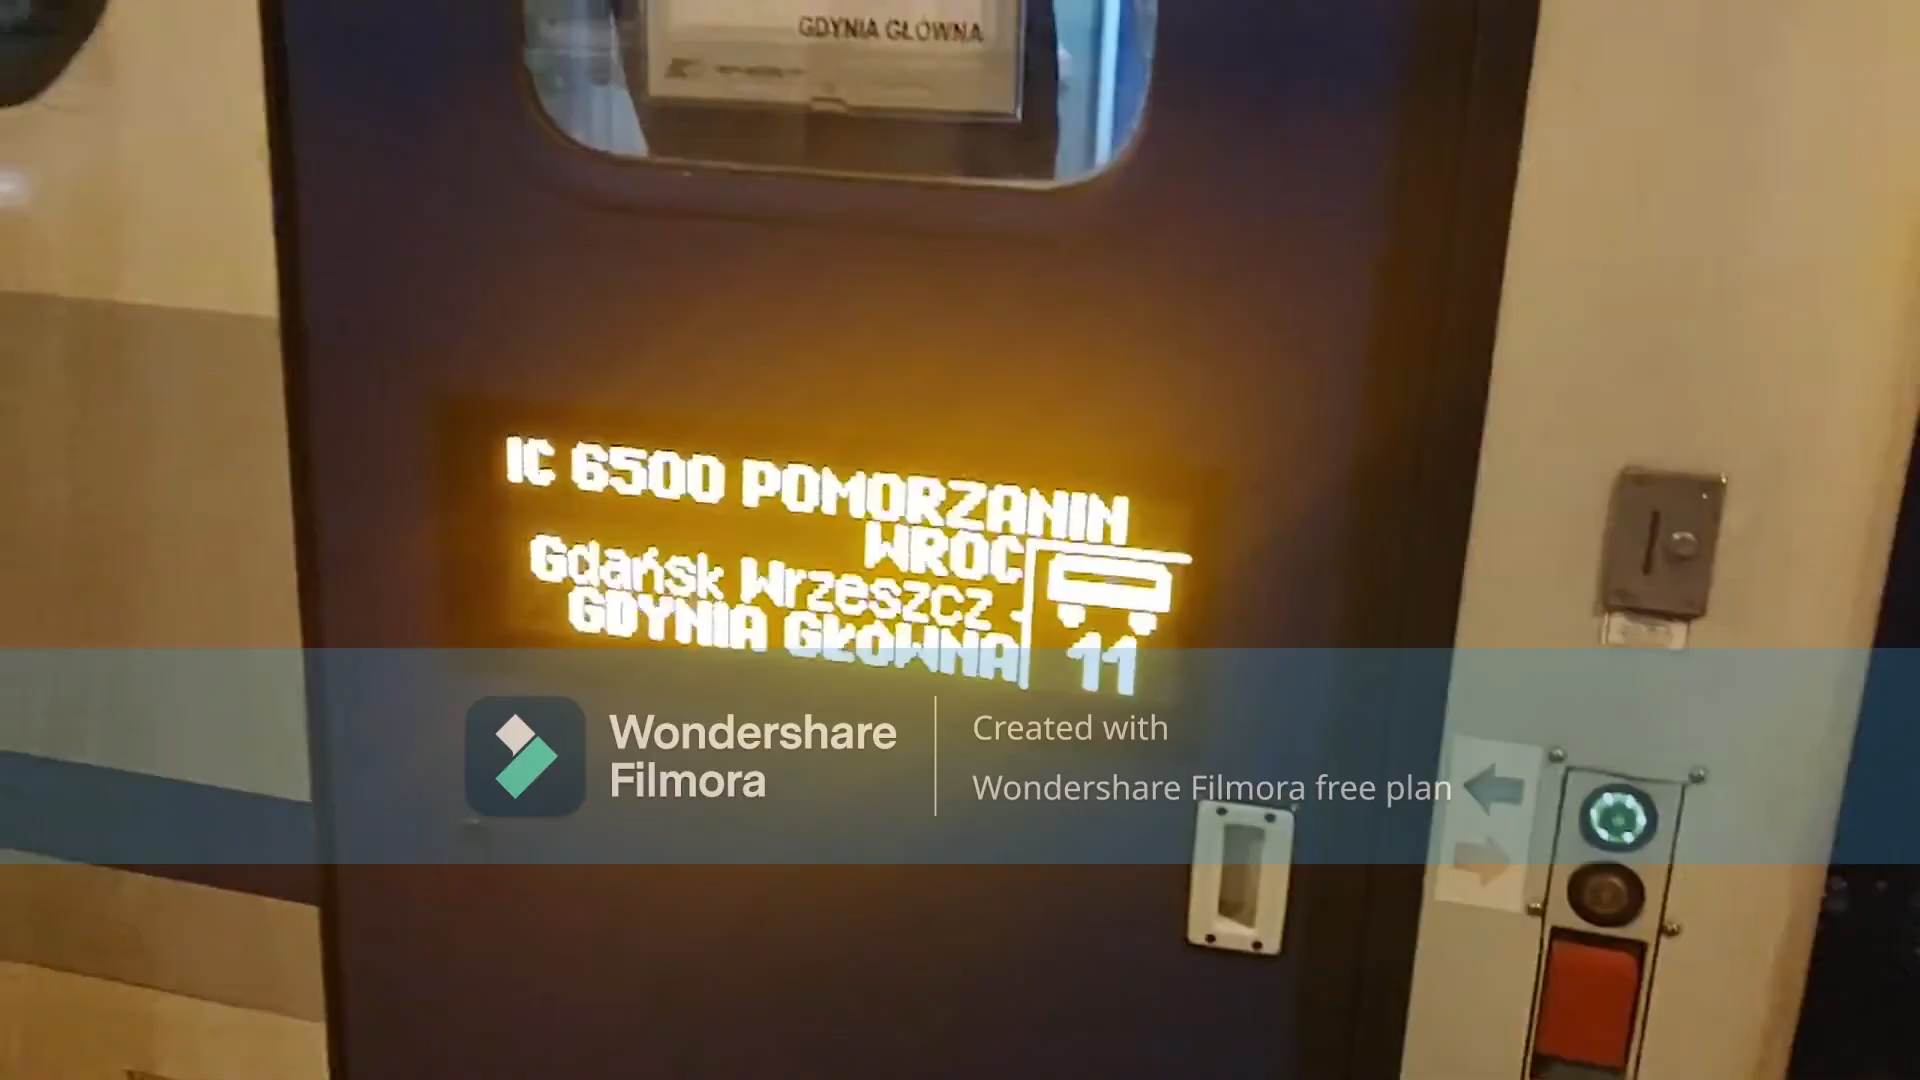 GDYNIA GŁÓWNA
IC 6500 POMORZANIN
WROC
Gdańsk Wrzeszcz -
GDYNIA GŁÓWNA
11
Wondershare
Filmora
Created with
Wondershare Filmora free plan